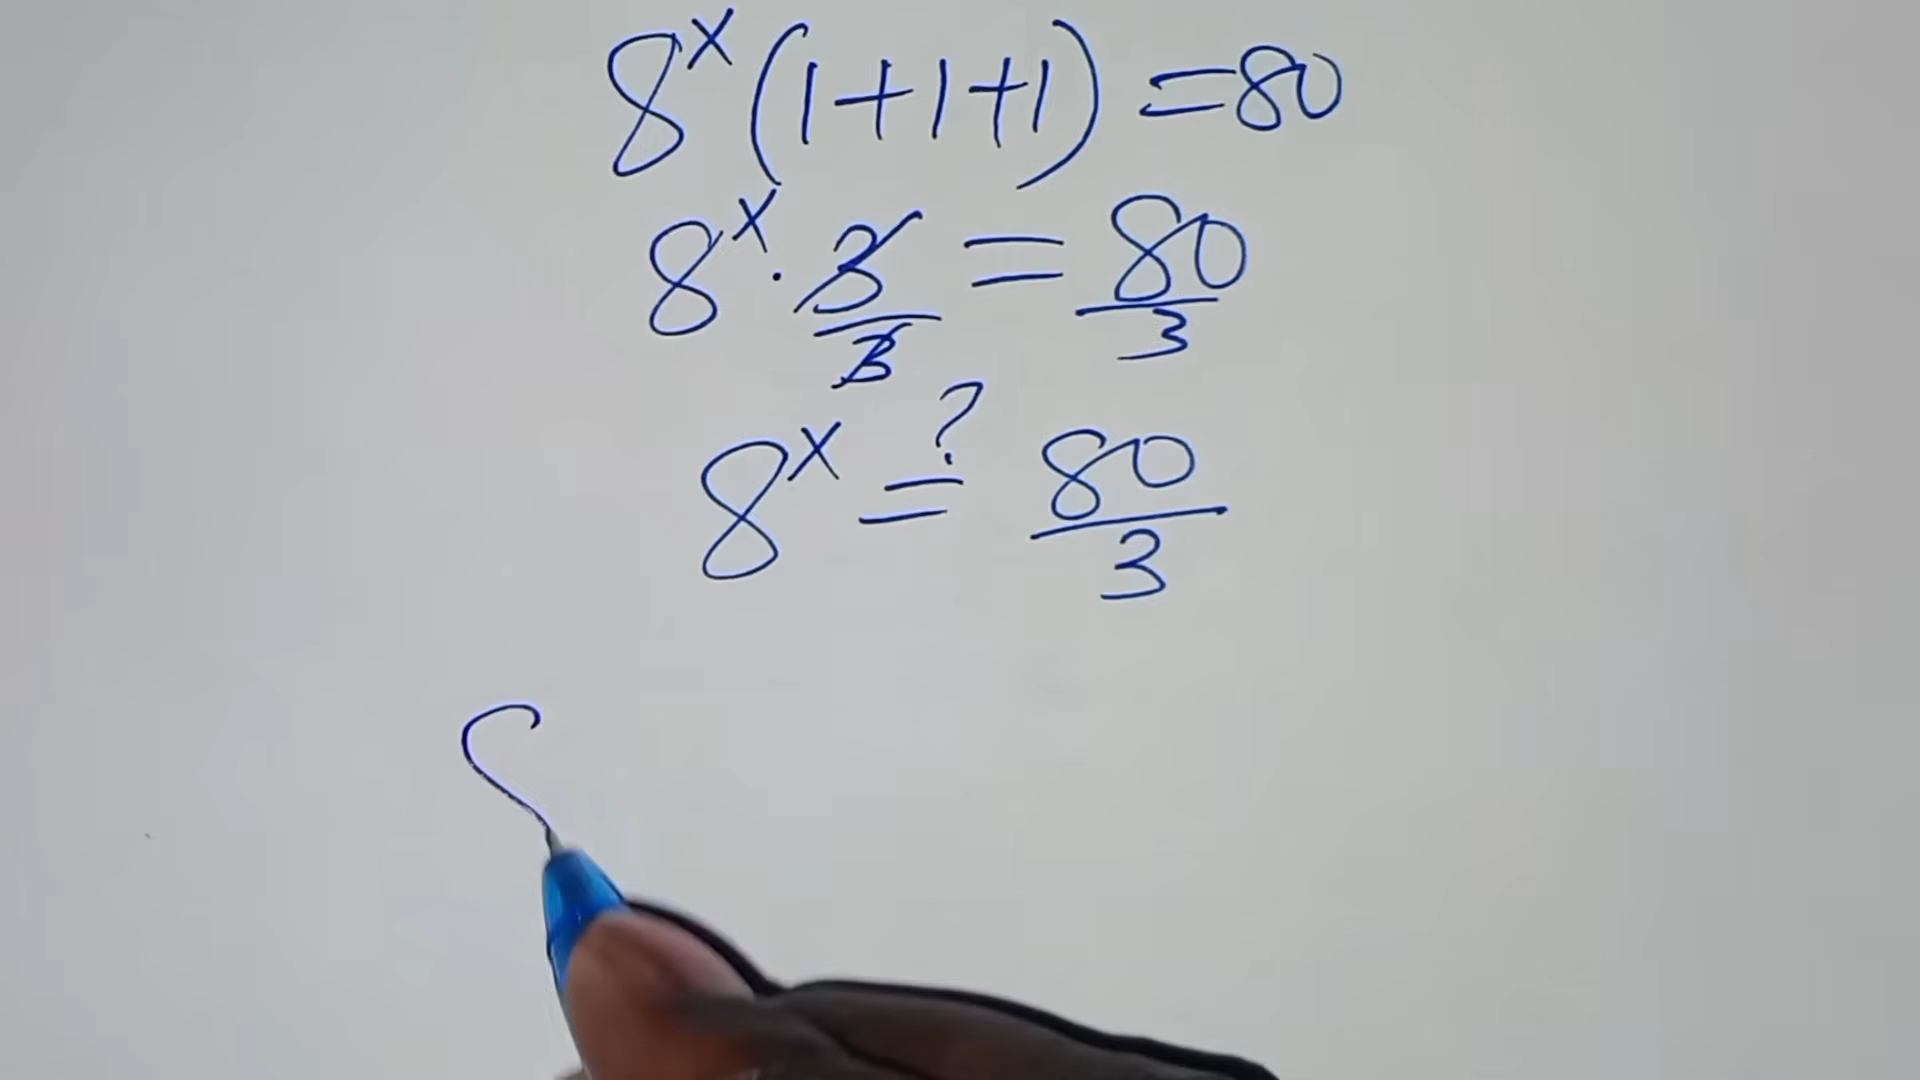 8^x (1+1+1) = 80
8^x · 3/3 = 80/3
8^x =? 80/3